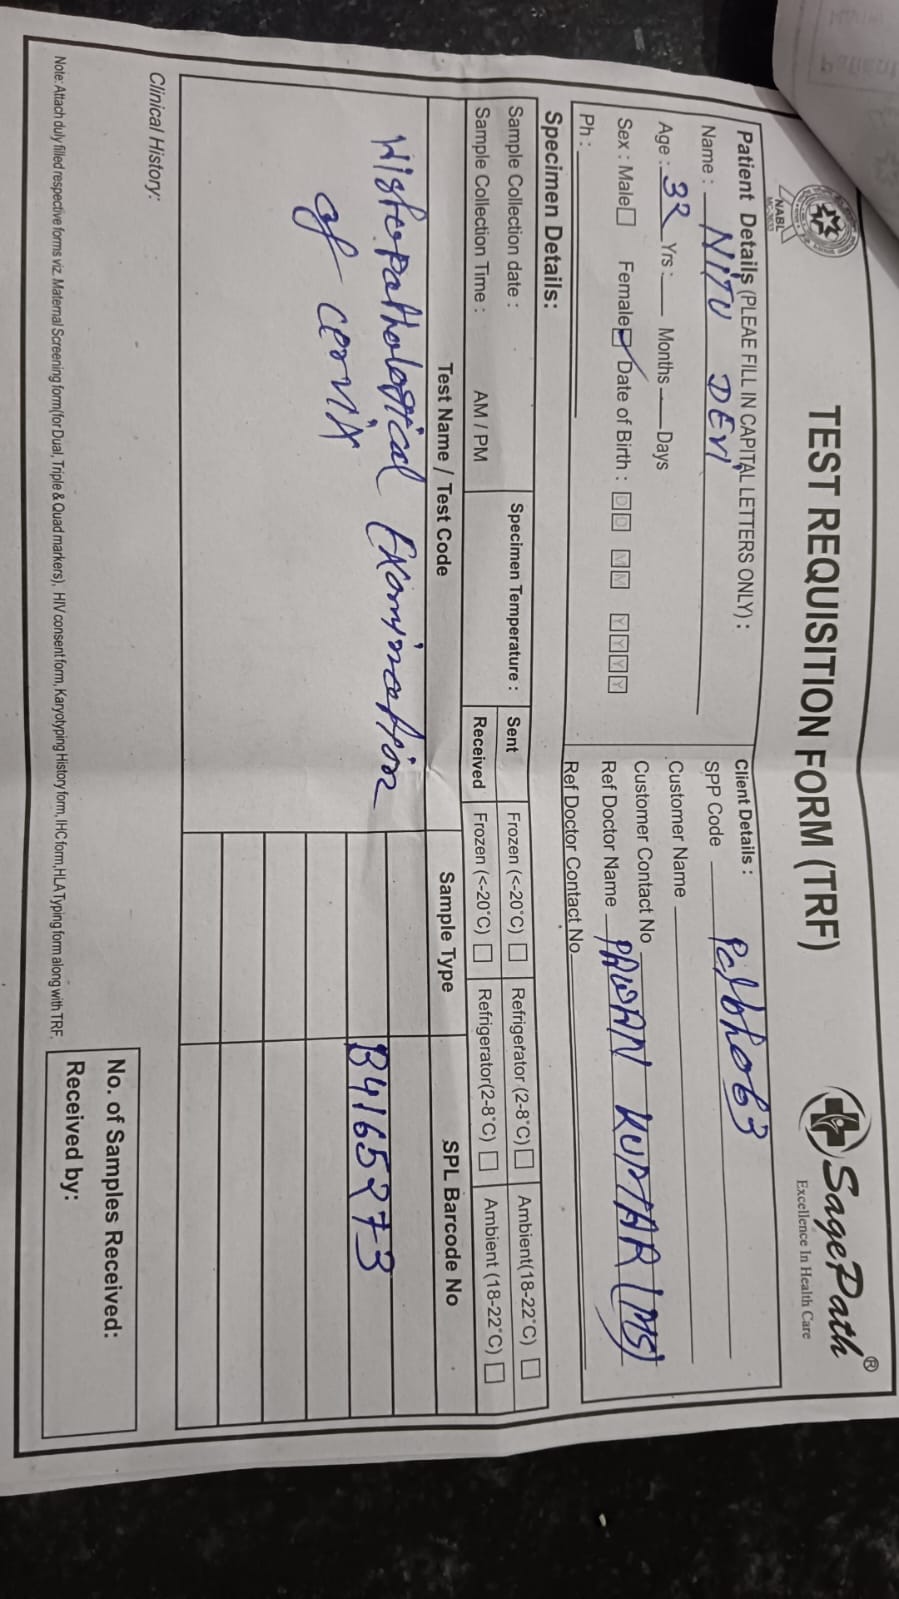 TEST REQUISITION FORM (TRF)
SagePath®
Excellence In Health Care
NABL
Patient Details (PLEAE FILL IN CAPITAL LETTERS ONLY) :
Name : NITU DEVI
Age : 32 Yrs : Months Days
Sex : Male Female Date of Birth : D D M M Y Y Y Y
Ph :
Client Details :
SPP Code Patbho63
Customer Name
Customer Contact No
Ref Doctor Name PAWAN KUMAR (MS)
Ref Doctor Contact No
Specimen Details:
Sample Collection date :
Sample Collection Time : AM / PM
Specimen Temperature :
Sent Frozen (<-20°C) Refrigerator (2-8°C) Ambient(18-22°C)
Received Frozen (<-20°C) Refrigerator(2-8°C) Ambient (18-22°C)
Test Name / Test Code Sample Type SPL Barcode No
Histopathological Examination
of cervix
B4165273
Clinical History:
No. of Samples Received:
Received by:
Note: Attach duly filled respective forms viz. Maternal Screening form(for Dual, Triple & Quad markers), HIV consent form, Karyotyping History form, IHC form,HLA Typing form along with TRF.